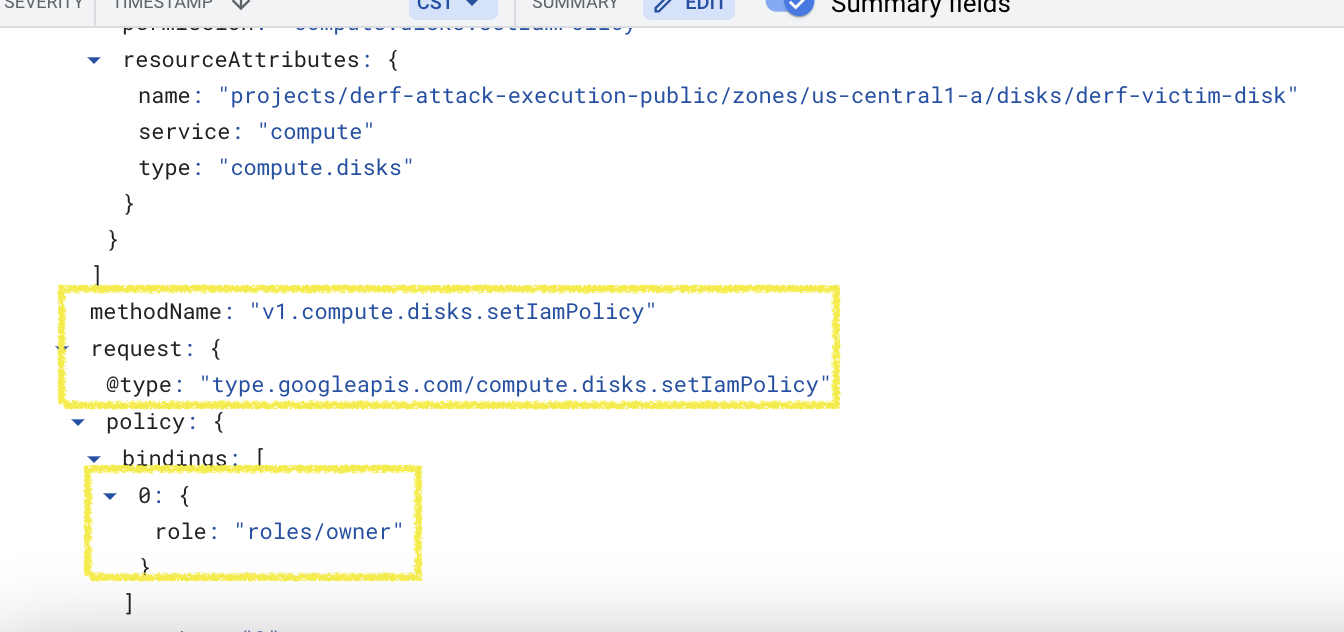 SEVERITY TIMESTAMP CST SUMMARY EDIT Summary fields
permission: "compute.disks.setIamPolicy"
resourceAttributes: {
name: "projects/derf-attack-execution-public/zones/us-central1-a/disks/derf-victim-disk"
service: "compute"
type: "compute.disks"
}
}
]
methodName: "v1.compute.disks.setIamPolicy"
request: {
@type: "type.googleapis.com/compute.disks.setIamPolicy"
policy: {
bindings: [
0: {
role: "roles/owner"
}
]